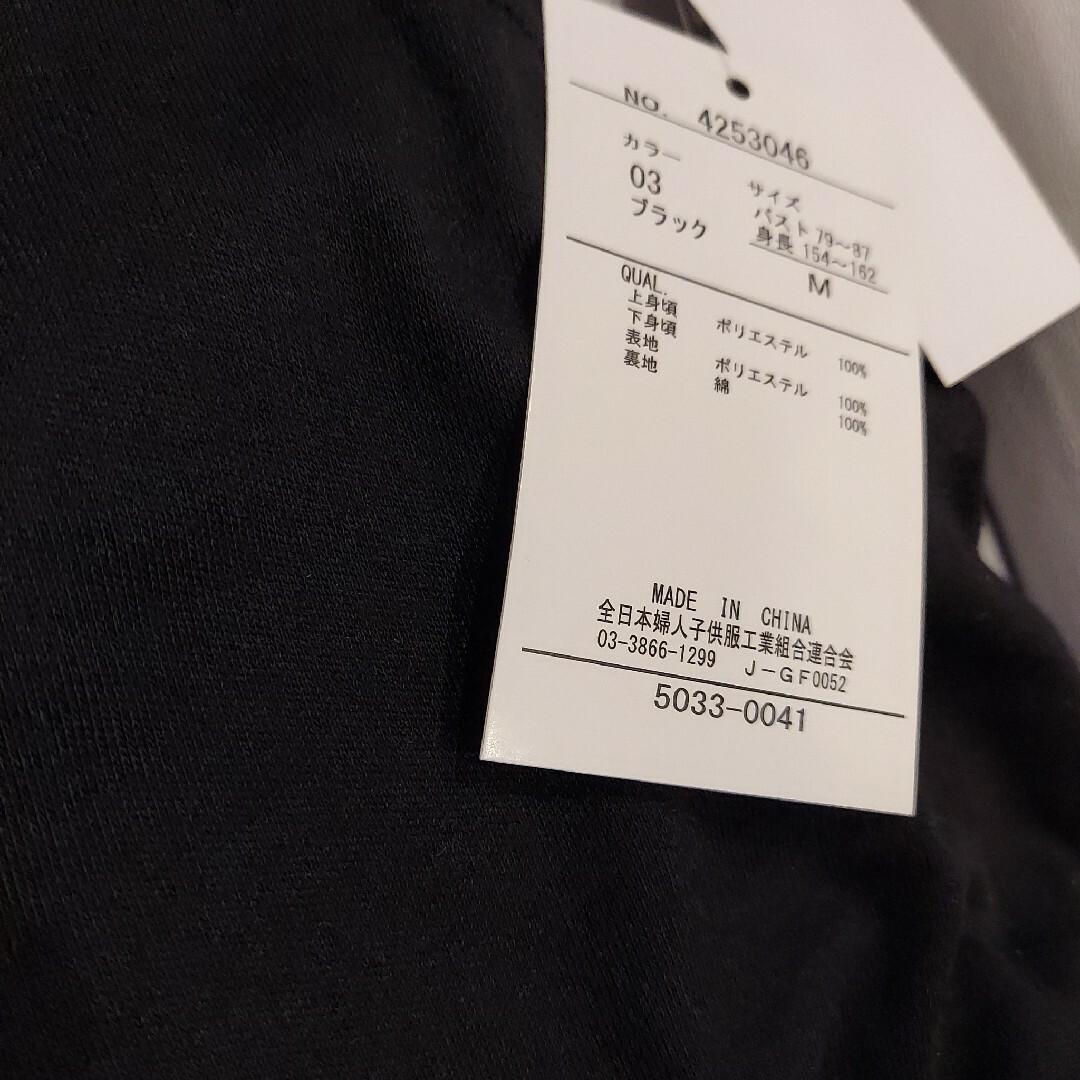 NO. 4253046
カラー サイズ
03 バスト 79～87
ブラック 身長 154～162
M
QUAL.
上身頃 ポリエステル 100%
下身頃
表地 ポリエステル 100%
裏地 綿 100%
MADE IN CHINA
全日本婦人子供服工業組合連合会
03-3866-1299 J－GF0052
5033-0041